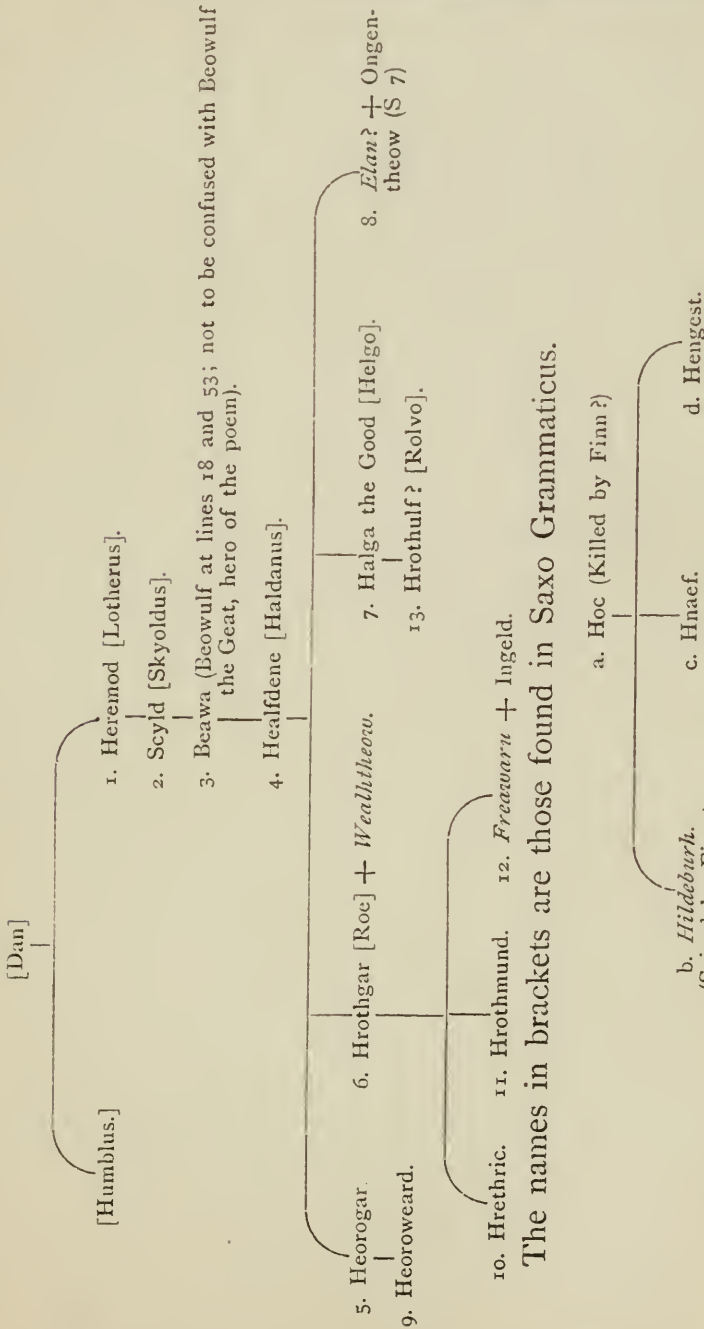 [Dan]
[Humblus.]
1. Heremod [Lotherus].
2. Scyld [Skyoldus].
3. Beawa (Beowulf at lines 18 and 53; not to be confused with Beowulf
the Geat, hero of the poem).
4. Healfdene [Haldanus].
5. Heorogar.
6. Hrothgar [Roe] + Wealhtheow.
7. Halga the Good [Helgo].
8. Elan? + Ongen-
theow (S 7)
9. Heoroweard.
13. Hrothulf? [Rolvo].
10. Hrethric.
11. Hrothmund.
12. Freawaru + Ingeld.
The names in brackets are those found in Saxo Grammaticus.
a. Hoc (Killed by Finn?)
b. Hildeburh.
c. Hnaef.
d. Hengest.